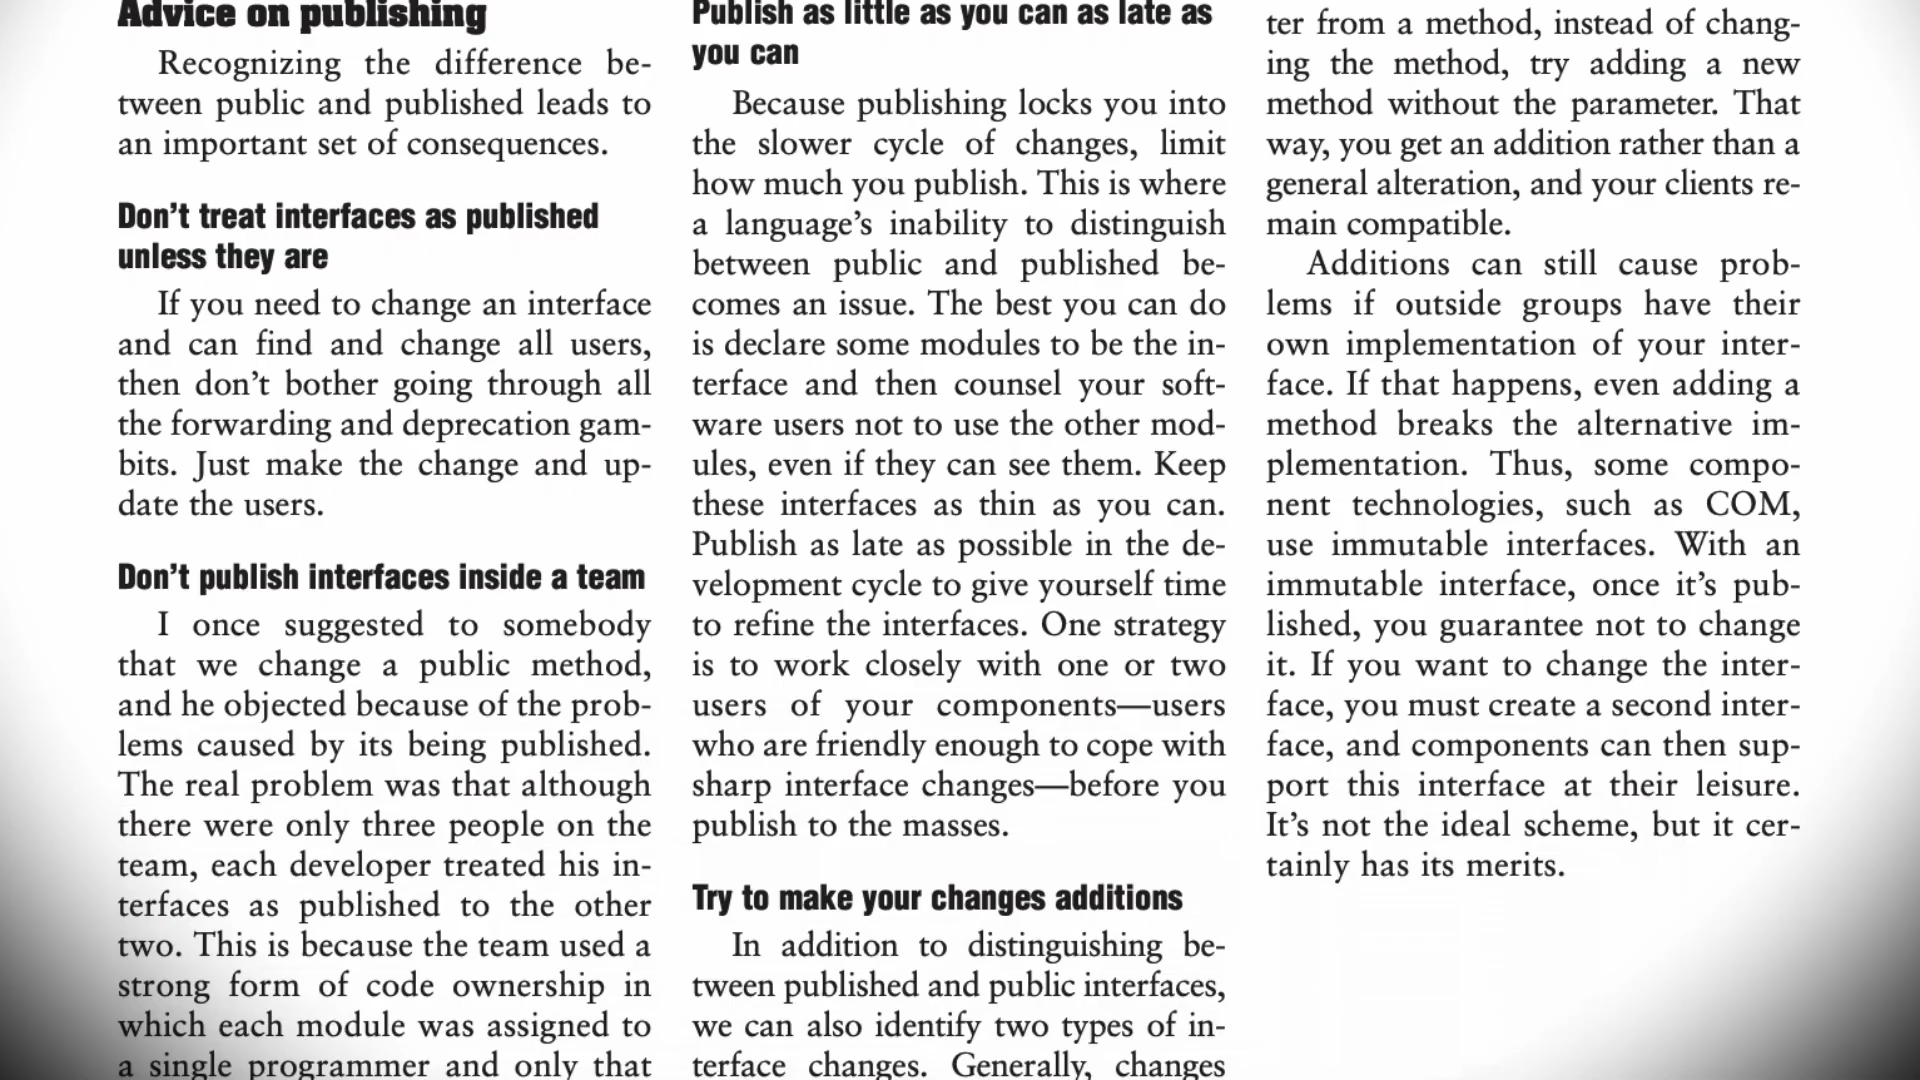 Advice on publishing
Recognizing the difference be-
tween public and published leads to
an important set of consequences.
Don't treat interfaces as published
unless they are
If you need to change an interface
and can find and change all users,
then don't bother going through all
the forwarding and deprecation gam-
bits. Just make the change and up-
date the users.
Don't publish interfaces inside a team
I once suggested to somebody
that we change a public method,
and he objected because of the prob-
lems caused by its being published.
The real problem was that although
there were only three people on the
team, each developer treated his in-
terfaces as published to the other
two. This is because the team used a
strong form of code ownership in
which each module was assigned to
a single programmer and only that
Publish as little as you can as late as
you can
Because publishing locks you into
the slower cycle of changes, limit
how much you publish. This is where
a language's inability to distinguish
between public and published be-
comes an issue. The best you can do
is declare some modules to be the in-
terface and then counsel your soft-
ware users not to use the other mod-
ules, even if they can see them. Keep
these interfaces as thin as you can.
Publish as late as possible in the de-
velopment cycle to give yourself time
to refine the interfaces. One strategy
is to work closely with one or two
users of your components—users
who are friendly enough to cope with
sharp interface changes—before you
publish to the masses.
Try to make your changes additions
In addition to distinguishing be-
tween published and public interfaces,
we can also identify two types of in-
terface changes. Generally, changes
ter from a method, instead of chang-
ing the method, try adding a new
method without the parameter. That
way, you get an addition rather than a
general alteration, and your clients re-
main compatible.
Additions can still cause prob-
lems if outside groups have their
own implementation of your inter-
face. If that happens, even adding a
method breaks the alternative im-
plementation. Thus, some compo-
nent technologies, such as COM,
use immutable interfaces. With an
immutable interface, once it's pub-
lished, you guarantee not to change
it. If you want to change the inter-
face, you must create a second inter-
face, and components can then sup-
port this interface at their leisure.
It's not the ideal scheme, but it cer-
tainly has its merits.